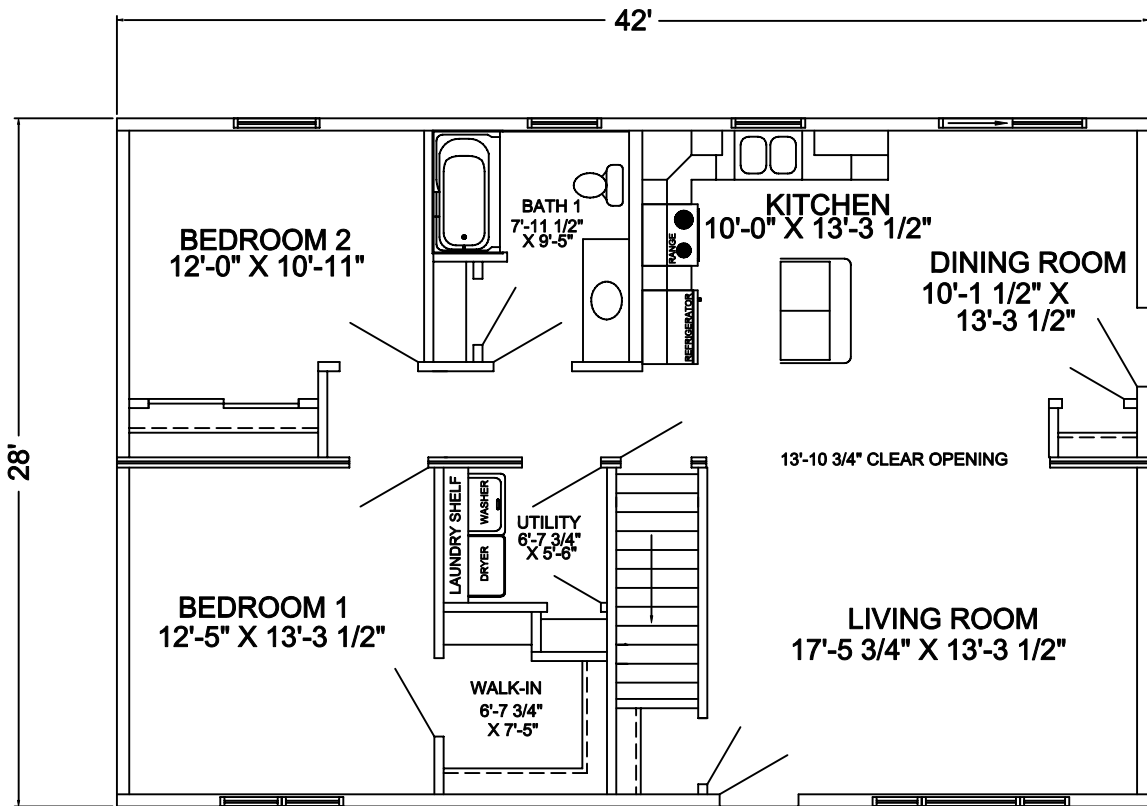 42'
28'
BEDROOM 2
12'-0" X 10'-11"
BATH 1
7'-11 1/2"
X 9'-5"
KITCHEN
10'-0" X 13'-3 1/2"
RANGE
REFRIGERATOR
DINING ROOM
10'-1 1/2" X
13'-3 1/2"
13'-10 3/4" CLEAR OPENING
LAUNDRY SHELF
WASHER
DRYER
UTILITY
6'-7 3/4"
X 5'-6"
BEDROOM 1
12'-5" X 13'-3 1/2"
WALK-IN
6'-7 3/4"
X 7'-5"
LIVING ROOM
17'-5 3/4" X 13'-3 1/2"